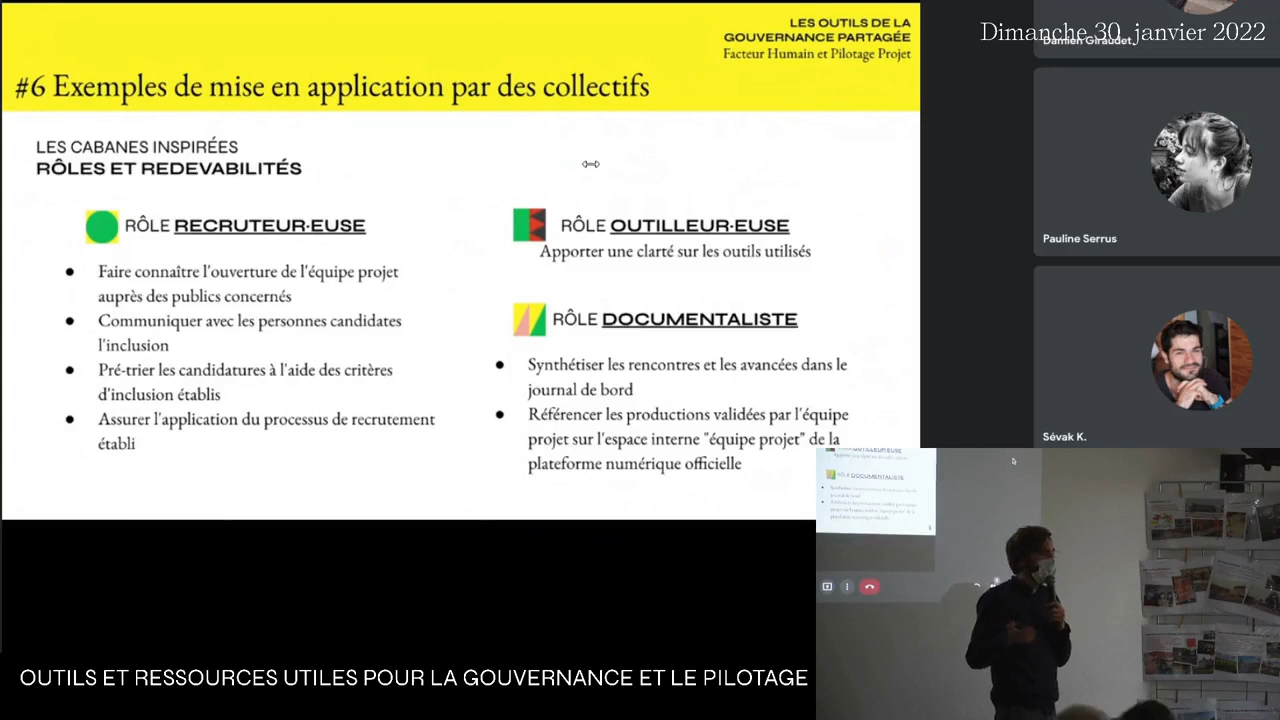 LES OUTILS DE LA
GOUVERNANCE PARTAGÉE
Facteur Humain et Pilotage Projet
#6 Exemples de mise en application par des collectifs
LES CABANES INSPIRÉES
RÔLES ET REDEVABILITÉS
RÔLE RECRUTEUR·EUSE
● Faire connaître l'ouverture de l'équipe projet
auprès des publics concernés
● Communiquer avec les personnes candidates
l'inclusion
● Pré-trier les candidatures à l'aide des critères
d'inclusion établis
● Assurer l'application du processus de recrutement
établi
RÔLE OUTILLEUR·EUSE
Apporter une clarté sur les outils utilisés
RÔLE DOCUMENTALISTE
● Synthétiser les rencontres et les avancées dans le
journal de bord
● Référencer les productions validées par l'équipe
projet sur l'espace interne "équipe projet" de la
plateforme numérique officielle
Dimanche 30 janvier 2022
Damien Giraudet
Pauline Serrus
Sévak K.
RÔLE DOCUMENTALISTE
OUTILS ET RESSOURCES UTILES POUR LA GOUVERNANCE ET LE PILOTAGE